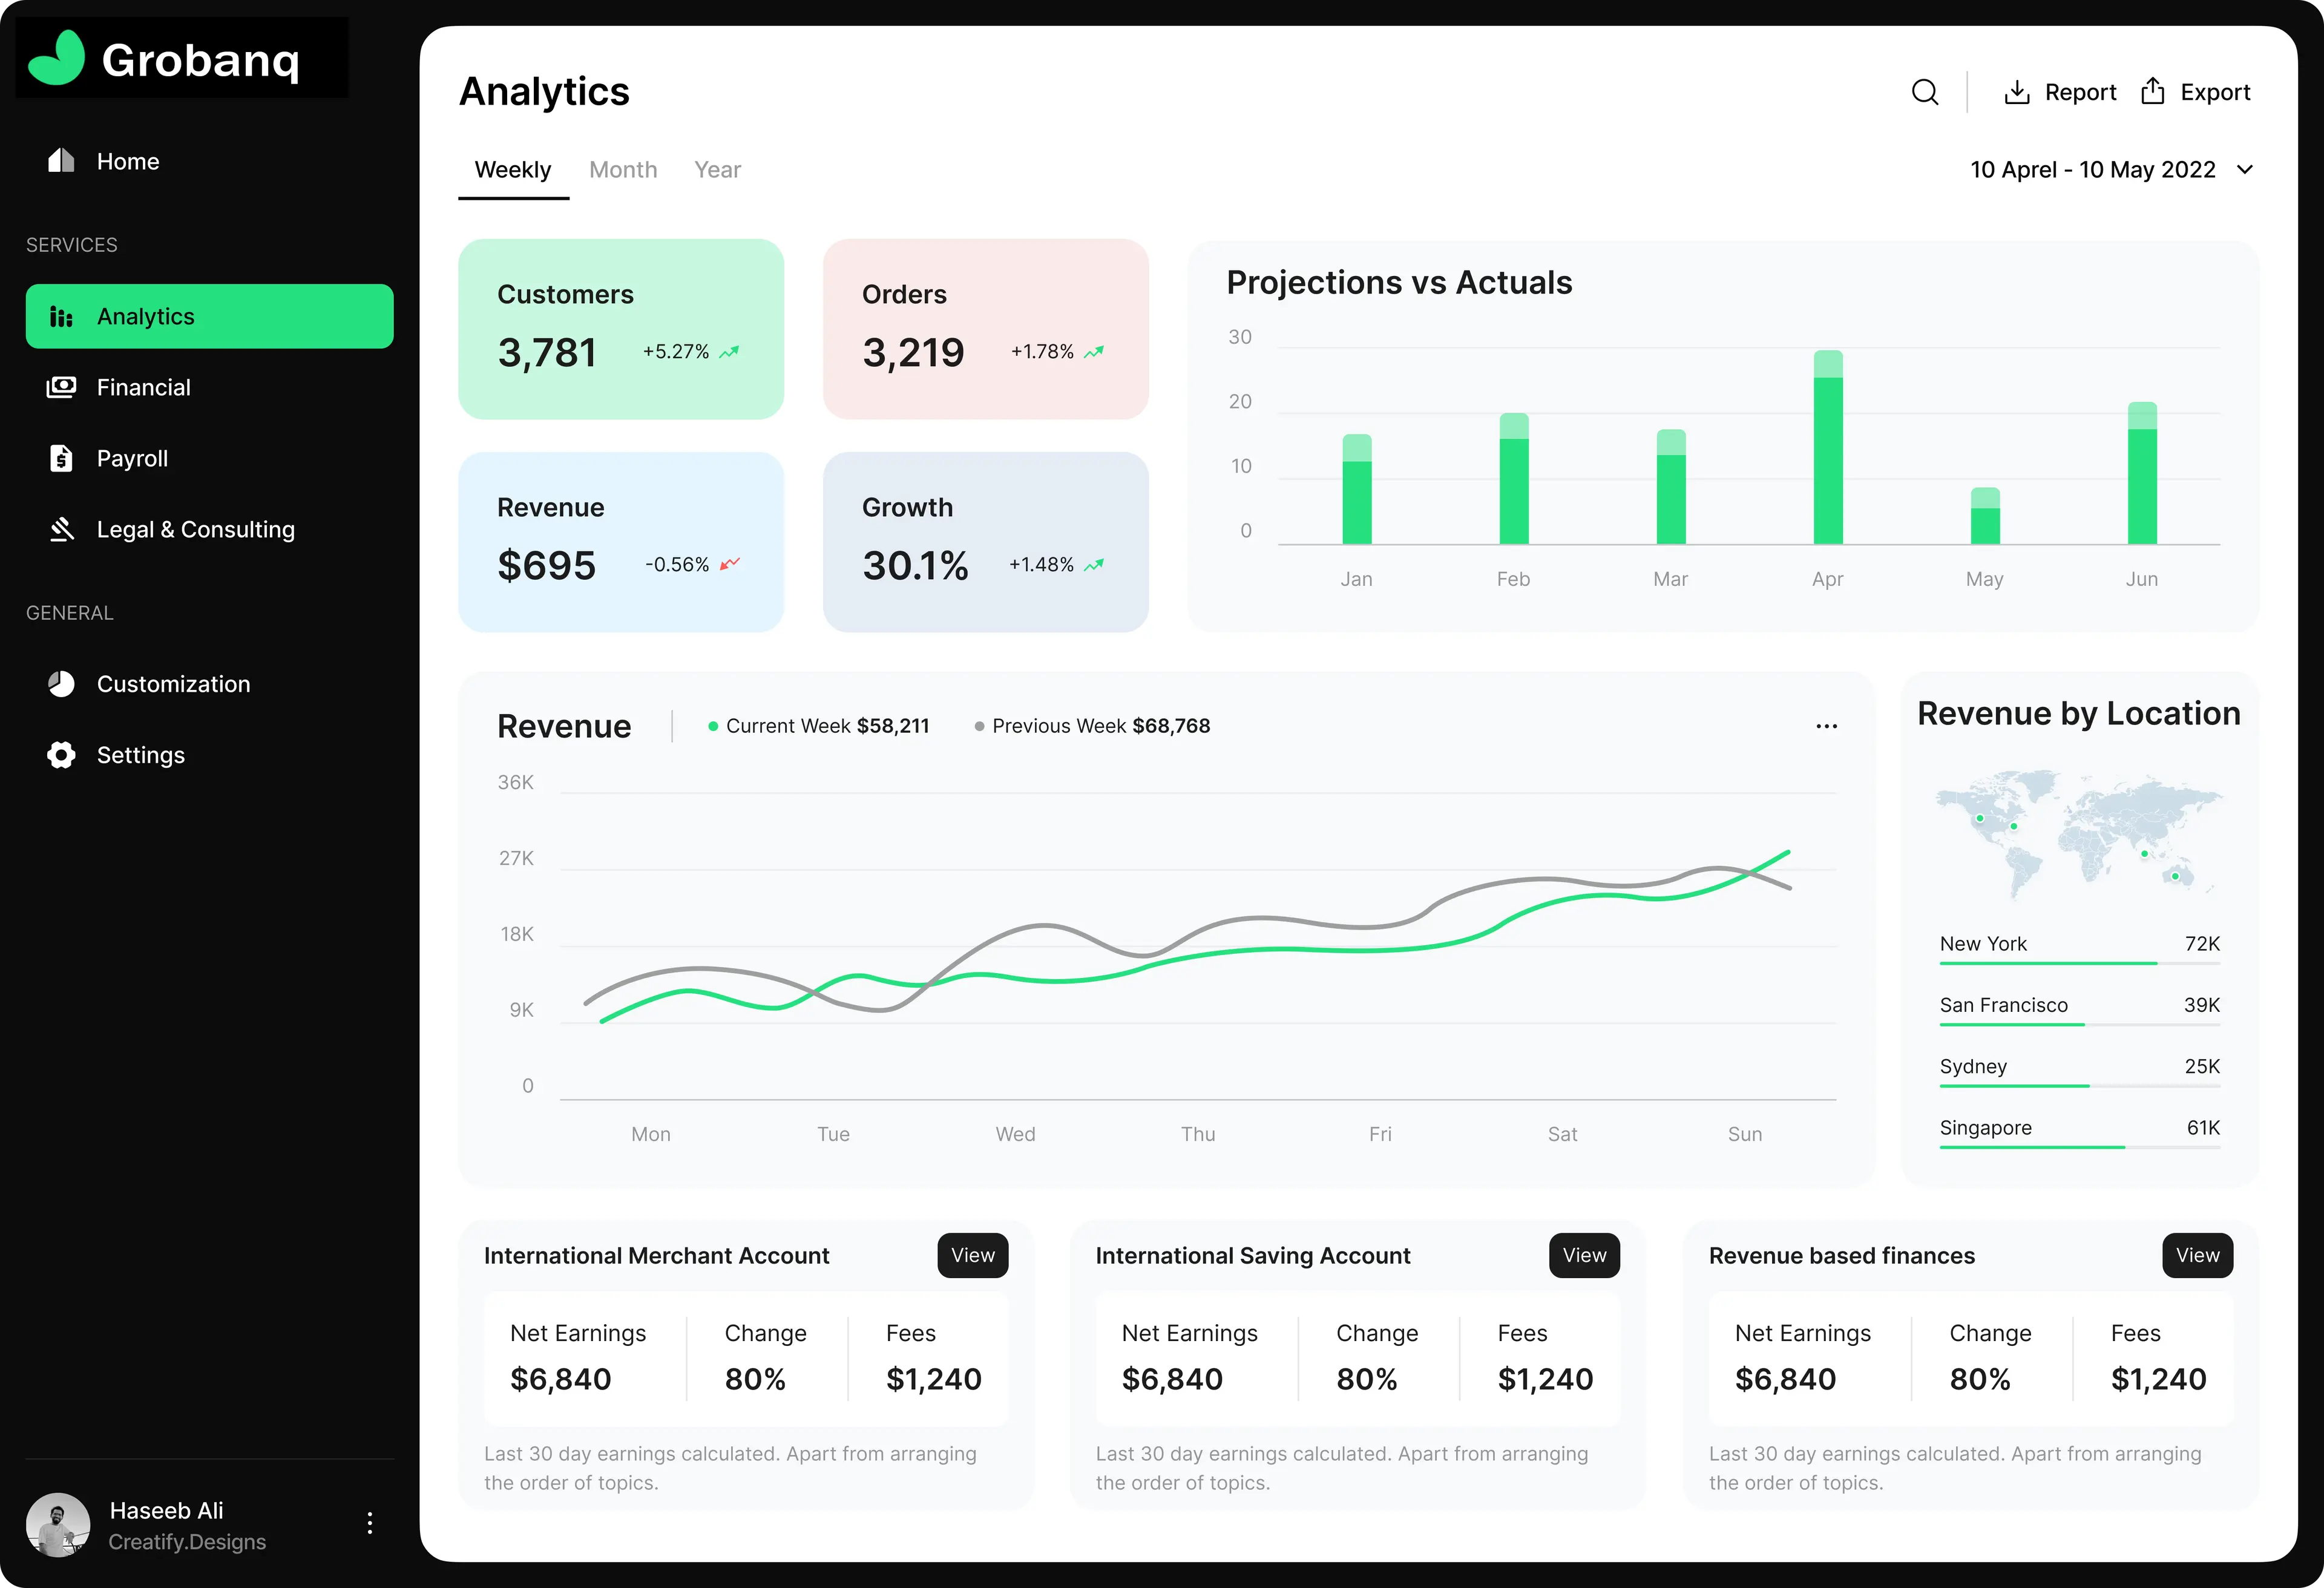 Grobanq
Home
SERVICES
Analytics
Financial
Payroll
Legal & Consulting
GENERAL
Customization
Settings
Haseeb Ali
Creatify.Designs
Analytics
Report
Export
Weekly
Month
Year
10 Aprel - 10 May 2022
Customers
3,781
+5.27%
Orders
3,219
+1.78%
Revenue
$695
-0.56%
Growth
30.1%
+1.48%
Projections vs Actuals
30
20
10
0
Jan
Feb
Mar
Apr
May
Jun
Revenue
Current Week $58,211
Previous Week $68,768
36K
27K
18K
9K
0
Mon
Tue
Wed
Thu
Fri
Sat
Sun
Revenue by Location
New York
72K
San Francisco
39K
Sydney
25K
Singapore
61K
International Merchant Account
View
Net Earnings
Change
Fees
$6,840
80%
$1,240
Last 30 day earnings calculated. Apart from arranging
the order of topics.
International Saving Account
View
Net Earnings
Change
Fees
$6,840
80%
$1,240
Last 30 day earnings calculated. Apart from arranging
the order of topics.
Revenue based finances
View
Net Earnings
Change
Fees
$6,840
80%
$1,240
Last 30 day earnings calculated. Apart from arranging
the order of topics.